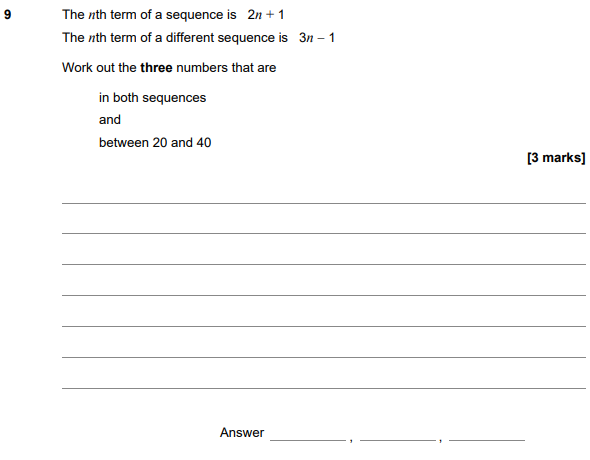 9 The nth term of a sequence is 2n + 1
The nth term of a different sequence is 3n – 1
Work out the three numbers that are
in both sequences
and
between 20 and 40
[3 marks]
Answer , ,